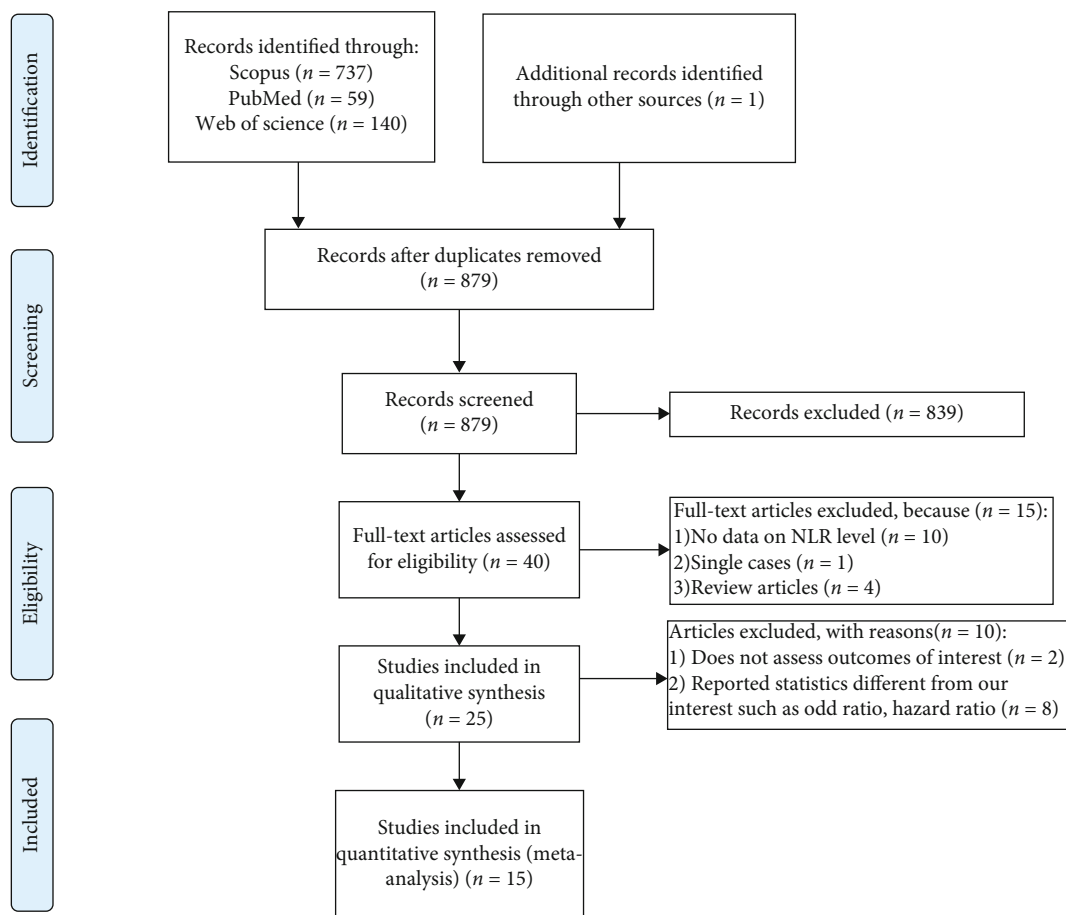 Identification
Records identified through:
Scopus (n = 737)
PubMed (n = 59)
Web of science (n = 140)
Additional records identified
through other sources (n = 1)
Records after duplicates removed
(n = 879)
Screening
Records screened
(n = 879)
Records excluded (n = 839)
Eligibility
Full-text articles assessed
for eligibility (n = 40)
Full-text articles excluded, because (n = 15):
1)No data on NLR level (n = 10)
2)Single cases (n = 1)
3)Review articles (n = 4)
Studies included in
qualitative synthesis
(n = 25)
Articles excluded, with reasons(n = 10):
1) Does not assess outcomes of interest (n = 2)
2) Reported statistics different from our
interest such as odd ratio, hazard ratio (n = 8)
Included
Studies included in
quantitative synthesis (meta-
analysis) (n = 15)